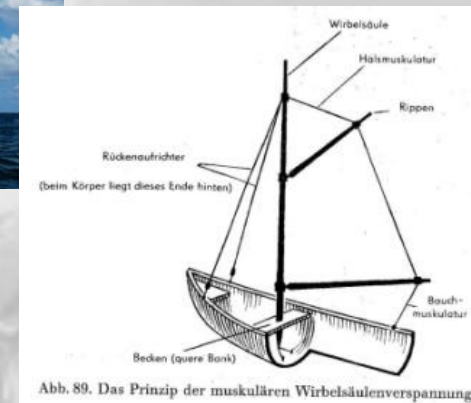 Wirbelsäule
Halsmuskulatur
Rippen
Rückenaufrichter
(beim Körper liegt dieses Ende hinten)
Bauch-
muskulatur
Becken (quere Bank)
Abb. 89. Das Prinzip der muskulären Wirbelsäulenverspannung